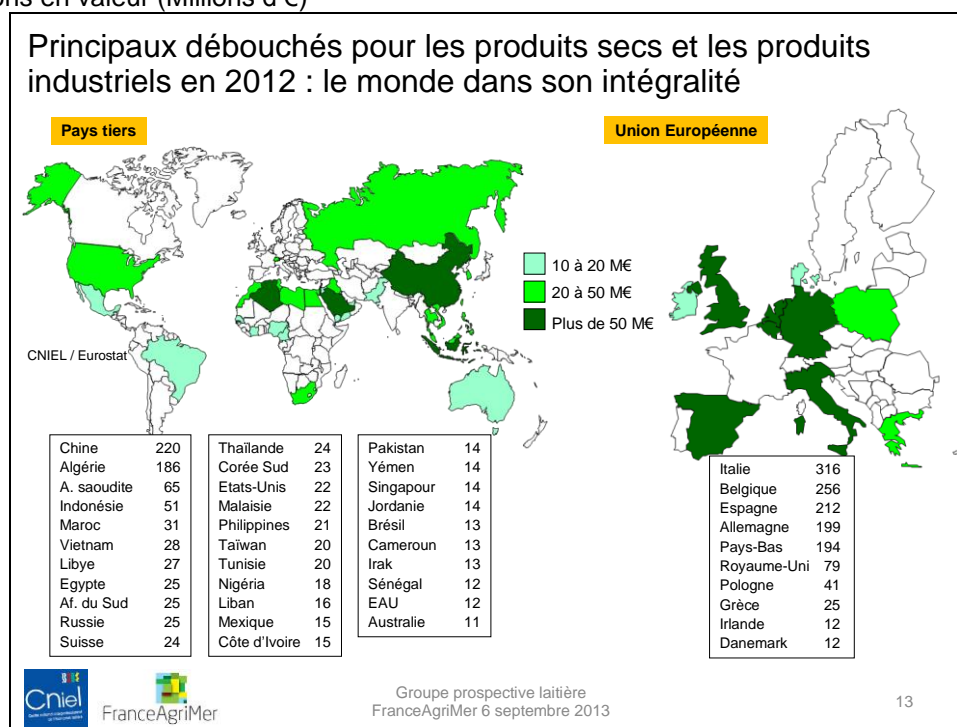 ons en valeur (Millions d'€)
Principaux débouchés pour les produits secs et les produits
industriels en 2012 : le monde dans son intégralité
Pays tiers
Union Européenne
10 à 20 M€
20 à 50 M€
Plus de 50 M€
CNIEL / Eurostat
Chine 220
Algérie 186
A. saoudite 65
Indonésie 51
Maroc 31
Vietnam 28
Libye 27
Egypte 25
Af. du Sud 25
Russie 25
Suisse 24
Thaïlande 24
Corée Sud 23
Etats-Unis 22
Malaisie 22
Philippines 21
Taïwan 20
Tunisie 20
Nigéria 18
Liban 16
Mexique 15
Côte d'Ivoire 15
Pakistan 14
Yémen 14
Singapour 14
Jordanie 14
Brésil 13
Cameroun 13
Irak 13
Sénégal 12
EAU 12
Australie 11
Italie 316
Belgique 256
Espagne 212
Allemagne 199
Pays-Bas 194
Royaume-Uni 79
Pologne 41
Grèce 25
Irlande 12
Danemark 12
Cniel
FranceAgriMer
Groupe prospective laitière
FranceAgriMer 6 septembre 2013
13